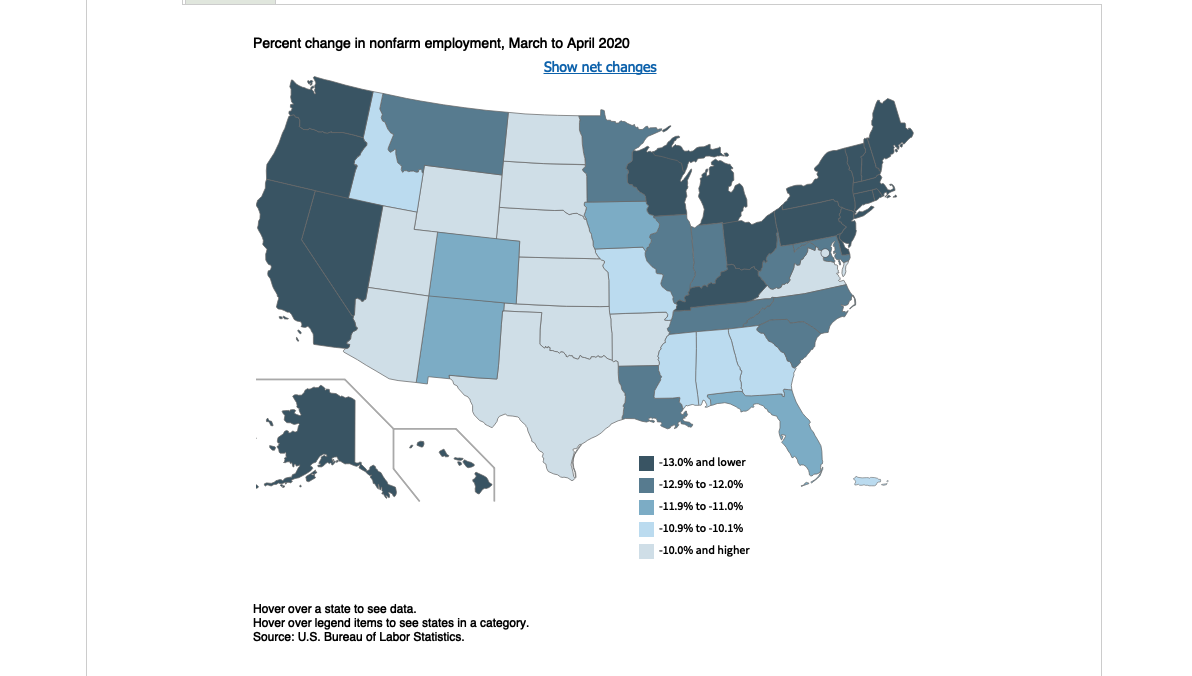 Percent change in nonfarm employment, March to April 2020
Show net changes
-13.0% and lower
-12.9% to -12.0%
-11.9% to -11.0%
-10.9% to -10.1%
-10.0% and higher
Hover over a state to see data.
Hover over legend items to see states in a category.
Source: U.S. Bureau of Labor Statistics.